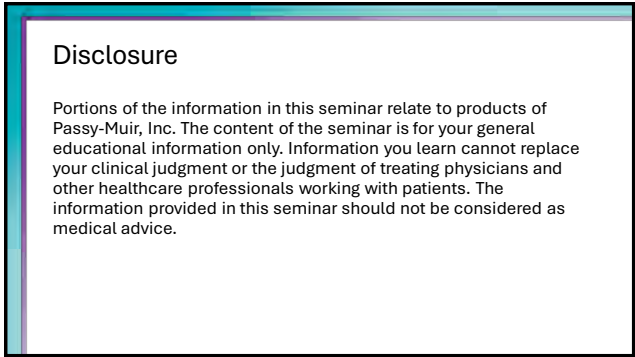 Disclosure
Portions of the information in this seminar relate to products of
Passy-Muir, Inc. The content of the seminar is for your general
educational information only. Information you learn cannot replace
your clinical judgment or the judgment of treating physicians and
other healthcare professionals working with patients. The
information provided in this seminar should not be considered as
medical advice.